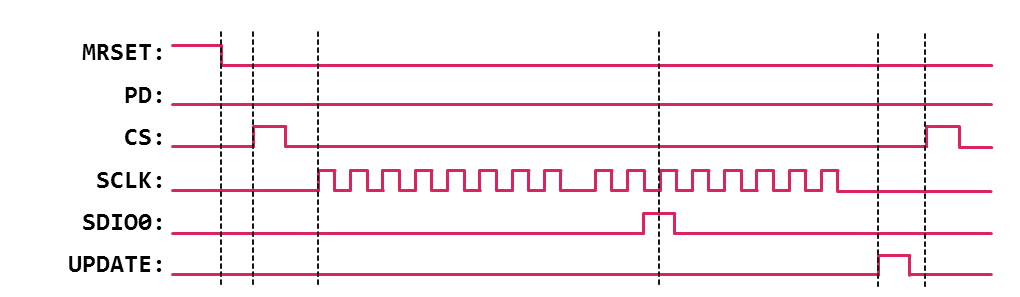 MRSET:
PD:
CS:
SCLK:
SDIO0:
UPDATE: